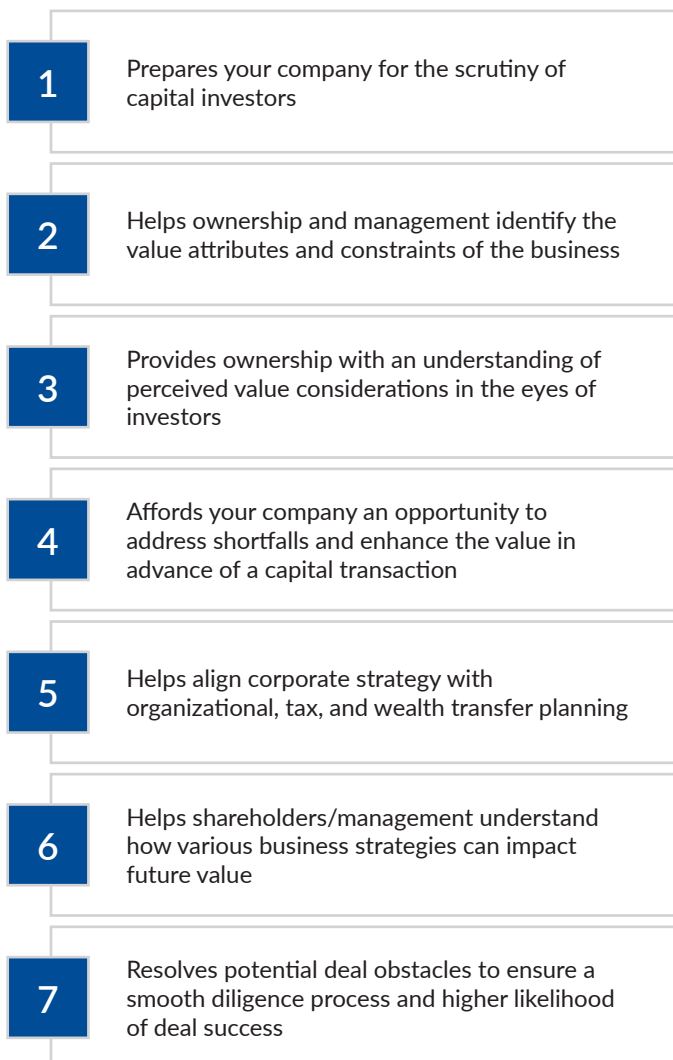 1
Prepares your company for the scrutiny of
capital investors
2
Helps ownership and management identify the
value attributes and constraints of the business
3
Provides ownership with an understanding of
perceived value considerations in the eyes of
investors
4
Affords your company an opportunity to
address shortfalls and enhance the value in
advance of a capital transaction
5
Helps align corporate strategy with
organizational, tax, and wealth transfer planning
6
Helps shareholders/management understand
how various business strategies can impact
future value
7
Resolves potential deal obstacles to ensure a
smooth diligence process and higher likelihood
of deal success